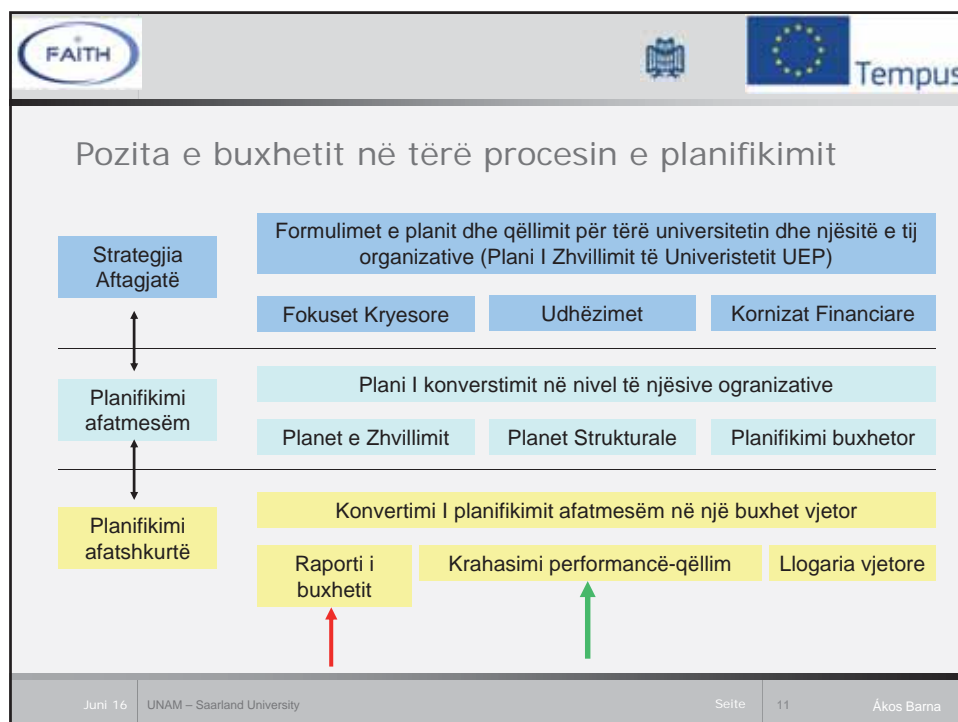 FAITH
Tempus
Pozita e buxhetit në tërë procesin e planifikimit
Strategjia
Aftagjatë
Formulimet e planit dhe qëllimit për tërë universitetin dhe njësitë e tij
organizative (Plani I Zhvillimit të Univeristetit UEP)
Fokuset Kryesore
Udhëzimet
Kornizat Financiare
Planifikimi
afatmesëm
Plani I konverstimit në nivel të njësive ogranizative
Planet e Zhvillimit
Planet Strukturale
Planifikimi buxhetor
Planifikimi
afatshkurtë
Konvertimi I planifikimit afatmesëm në një buxhet vjetor
Raporti i
buxhetit
Krahasimi performancë-qëllim
Llogaria vjetore
Juni 16 UNAM – Saarland University Seite 11 Ákos Barna